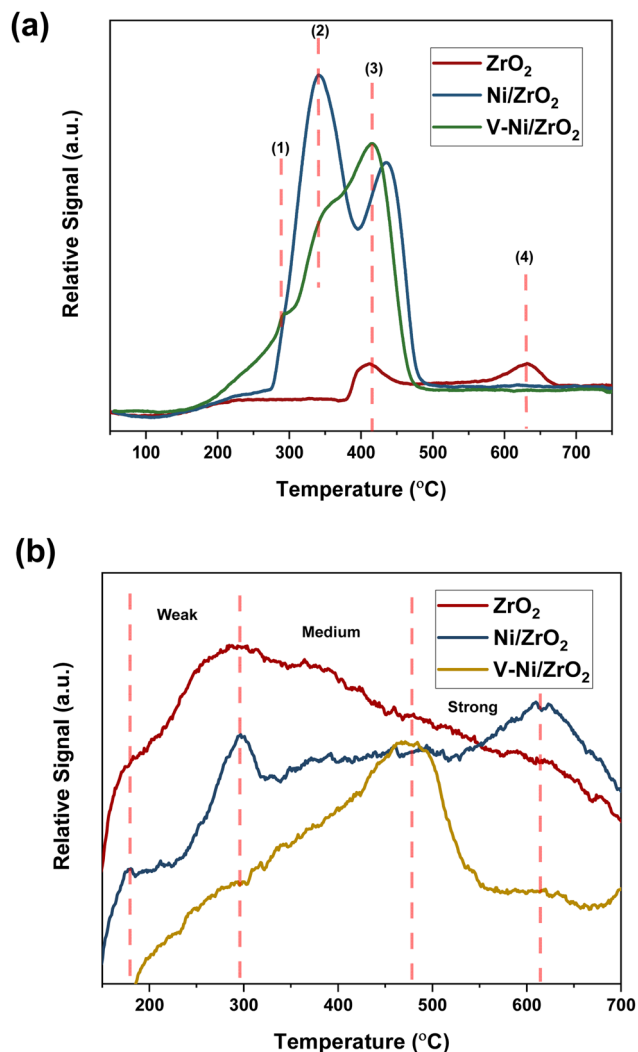 (a)
(1)
(2)
(3)
(4)
ZrO₂
Ni/ZrO₂
V-Ni/ZrO₂
Relative Signal (a.u.)
100 200 300 400 500 600 700
Temperature (°C)
(b)
Weak
Medium
Strong
ZrO₂
Ni/ZrO₂
V-Ni/ZrO₂
Relative Signal (a.u.)
200 300 400 500 600 700
Temperature (°C)